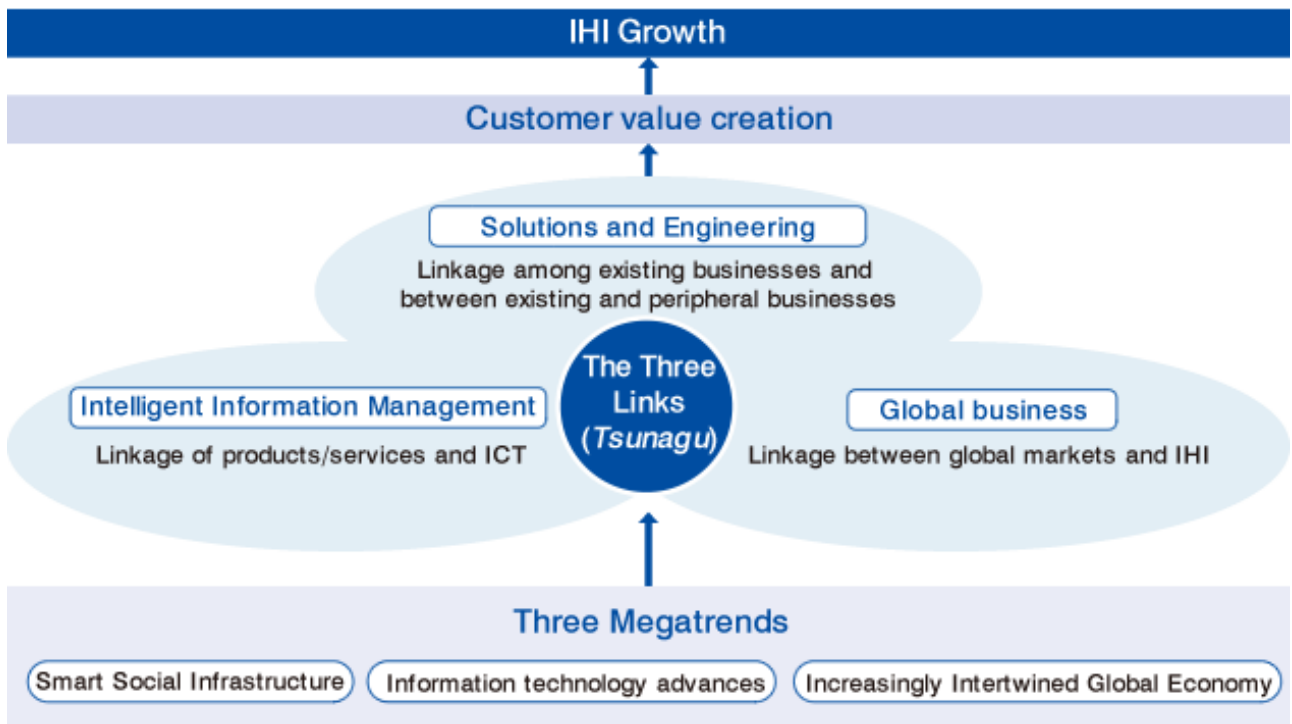 IHI Growth
Customer value creation
Solutions and Engineering
Linkage among existing businesses and
between existing and peripheral businesses
The Three
Links
(Tsunagu)
Intelligent Information Management
Linkage of products/services and ICT
Global business
Linkage between global markets and IHI
Three Megatrends
Smart Social Infrastructure
Information technology advances
Increasingly Intertwined Global Economy